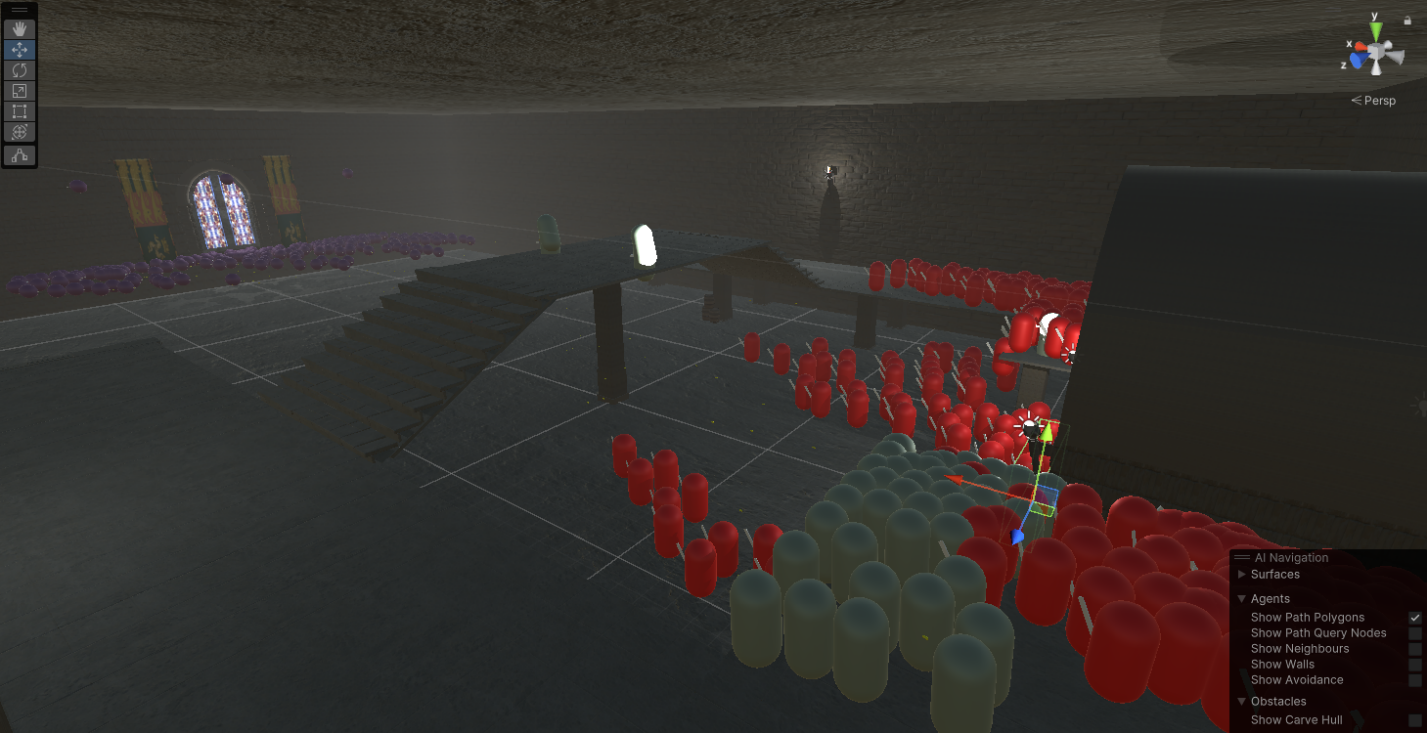 y
x
z
Persp
AI Navigation
Surfaces
Agents
Show Path Polygons
Show Path Query Nodes
Show Neighbours
Show Walls
Show Avoidance
Obstacles
Show Carve Hull